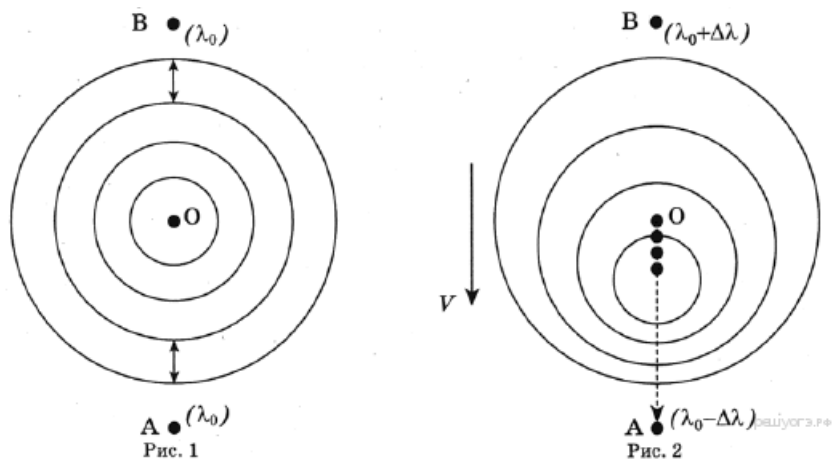 B (λ₀)
O
A (λ₀)
Рис. 1
B (λ₀+Δλ)
O
V
A (λ₀−Δλ)
решуогэ.рф
Рис. 2